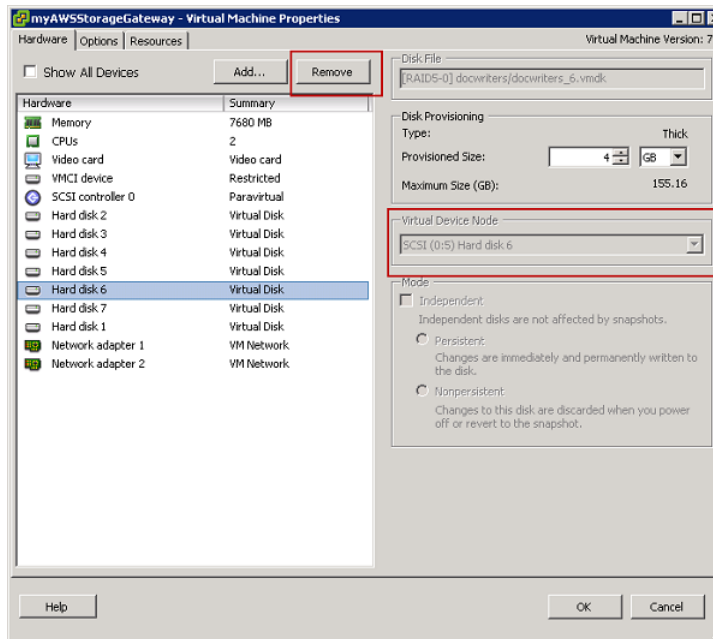 myAWSStorageGateway - Virtual Machine Properties
Hardware Options Resources Virtual Machine Version: 7
Show All Devices Add... Remove
Hardware Summary
Memory 7680 MB
CPUs 2
Video card Video card
VMCI device Restricted
SCSI controller 0 Paravirtual
Hard disk 2 Virtual Disk
Hard disk 3 Virtual Disk
Hard disk 4 Virtual Disk
Hard disk 5 Virtual Disk
Hard disk 6 Virtual Disk
Hard disk 7 Virtual Disk
Hard disk 1 Virtual Disk
Network adapter 1 VM Network
Network adapter 2 VM Network
Disk File
[RAID5-0] docwriters/docwriters_6.vmdk
Disk Provisioning
Type: Thick
Provisioned Size: 4 GB
Maximum Size (GB): 155.16
Virtual Device Node
SCSI (0:5) Hard disk 6
Mode
Independent
Independent disks are not affected by snapshots.
Persistent
Changes are immediately and permanently written to
the disk.
Nonpersistent
Changes to this disk are discarded when you power
off or revert to the snapshot.
Help OK Cancel